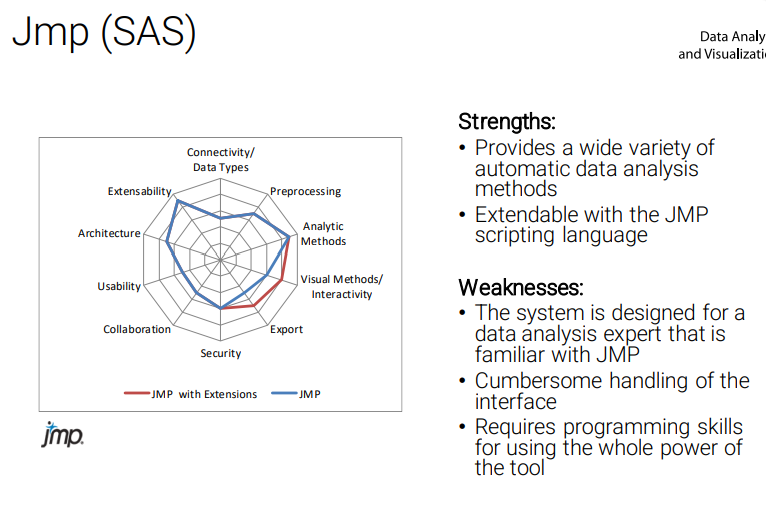 Jmp (SAS)
Data Analy
and Visualizati
Connectivity/
Data Types
Extensability
Preprocessing
Architecture
Analytic
Methods
Usability
Visual Methods/
Interactivity
Collaboration
Export
Security
JMP with Extensions
JMP
jmp.
Strengths:
• Provides a wide variety of
automatic data analysis
methods
• Extendable with the JMP
scripting language
Weaknesses:
• The system is designed for a
data analysis expert that is
familiar with JMP
• Cumbersome handling of the
interface
• Requires programming skills
for using the whole power of
the tool